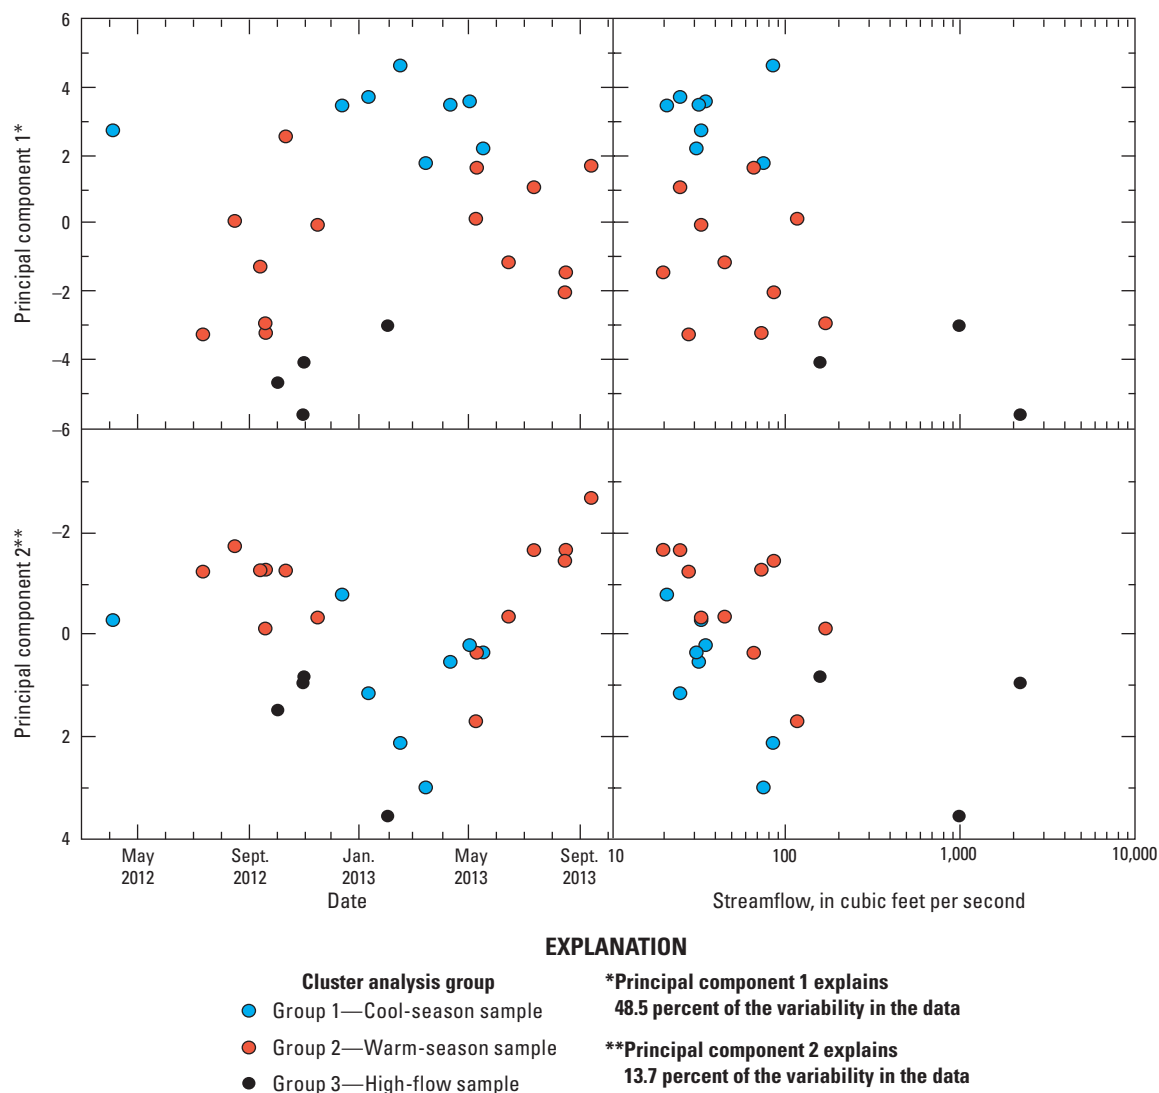 6
4
2
0
–2
–4
–6
Principal component 1*
–2
0
2
4
Principal component 2**
May Sept. Jan. May Sept.
2012 2012 2013 2013 2013
Date
10 100 1,000 10,000
Streamflow, in cubic feet per second
EXPLANATION
Cluster analysis group
Group 1—Cool-season sample
Group 2—Warm-season sample
Group 3—High-flow sample
*Principal component 1 explains
48.5 percent of the variability in the data
**Principal component 2 explains
13.7 percent of the variability in the data